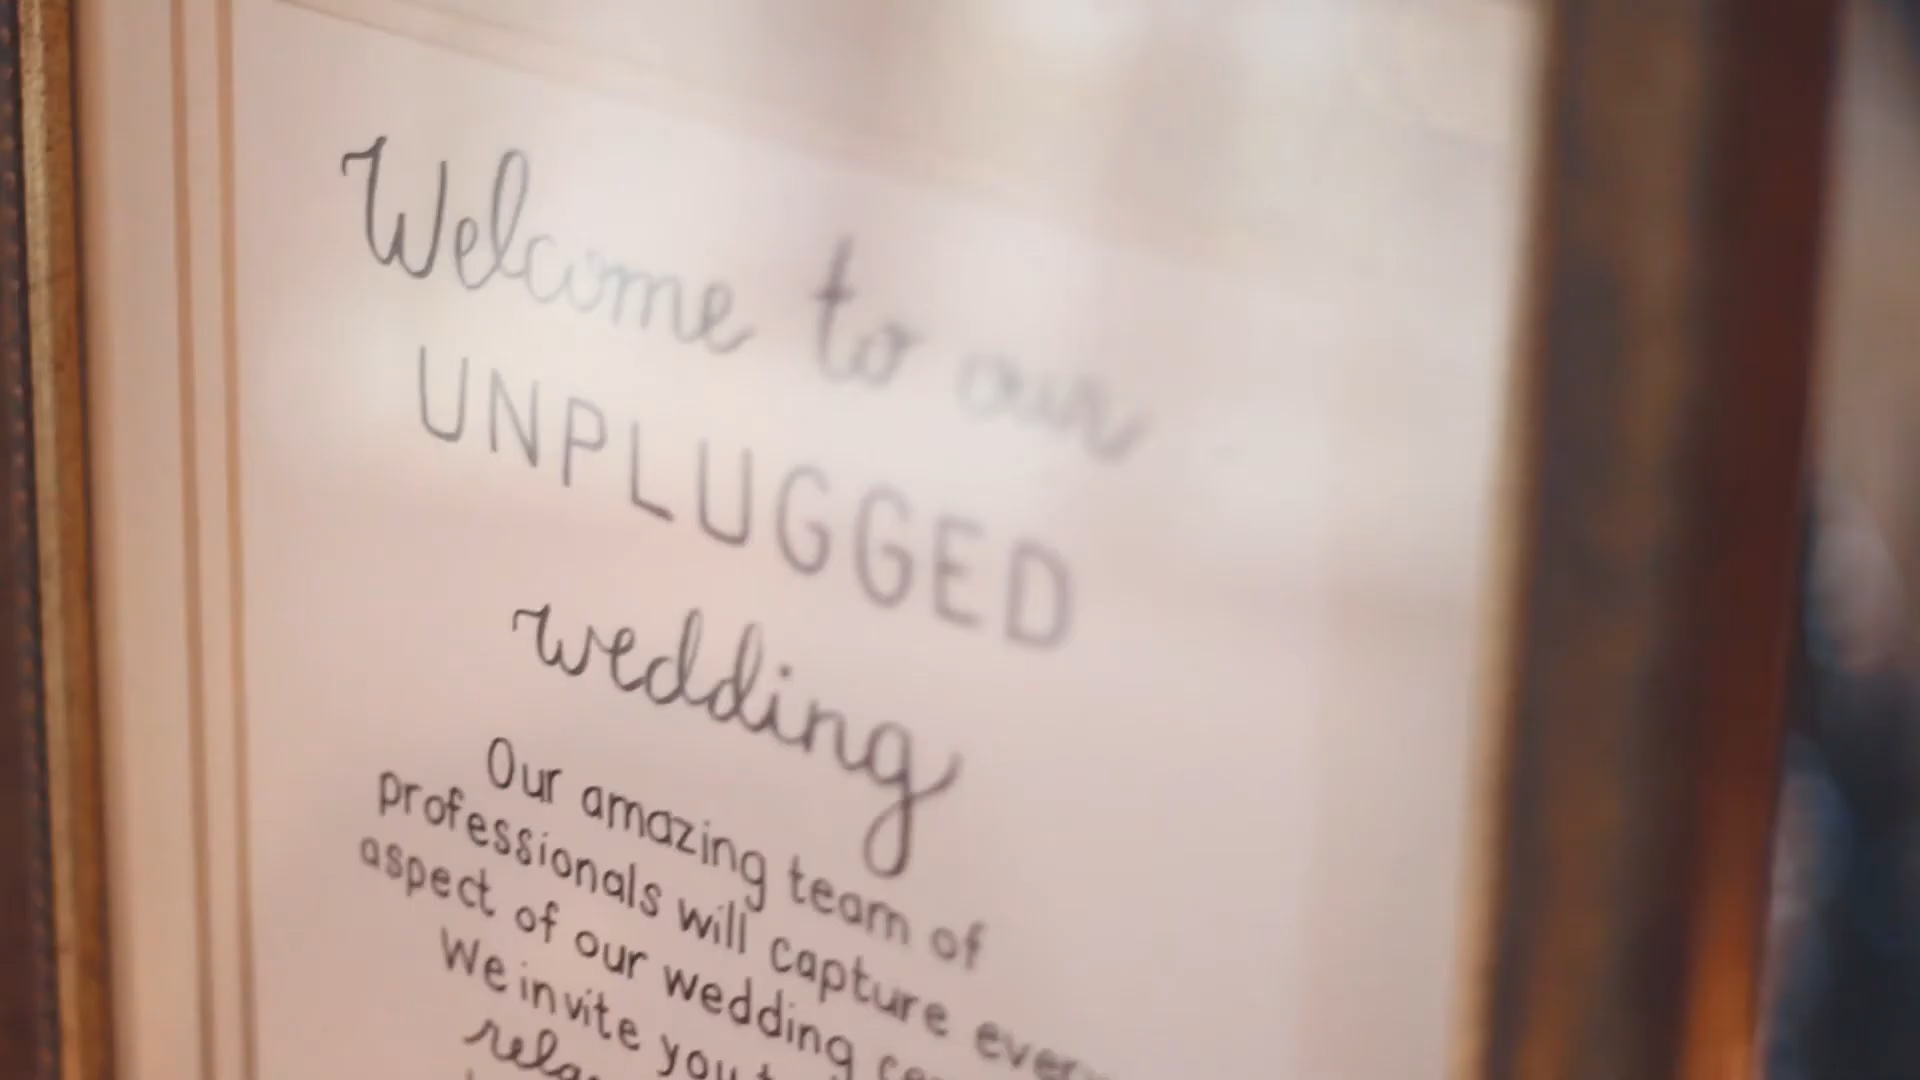 Welcome to our
UNPLUGGED
wedding
Our amazing team of
professionals will capture every
aspect of our wedding
We invite you